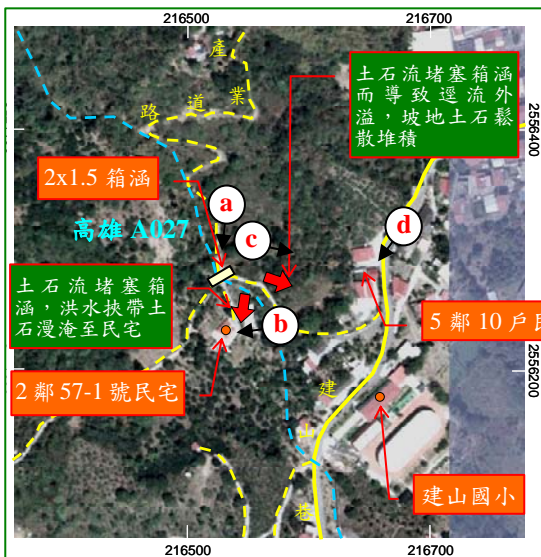 216500
216700
產
業
道
路
土石流堵塞箱涵
而導致逕流外
溢，坡地土石鬆
散堆積
2556400
2x1.5 箱涵
a
c
d
高雄 A027
土石流堵塞箱
涵，洪水挾帶土
石漫淹至民宅
b
5 鄰 10 戶民
2 鄰 57-1 號民宅
2556200
建
山
巷
建山國小
216500
216700